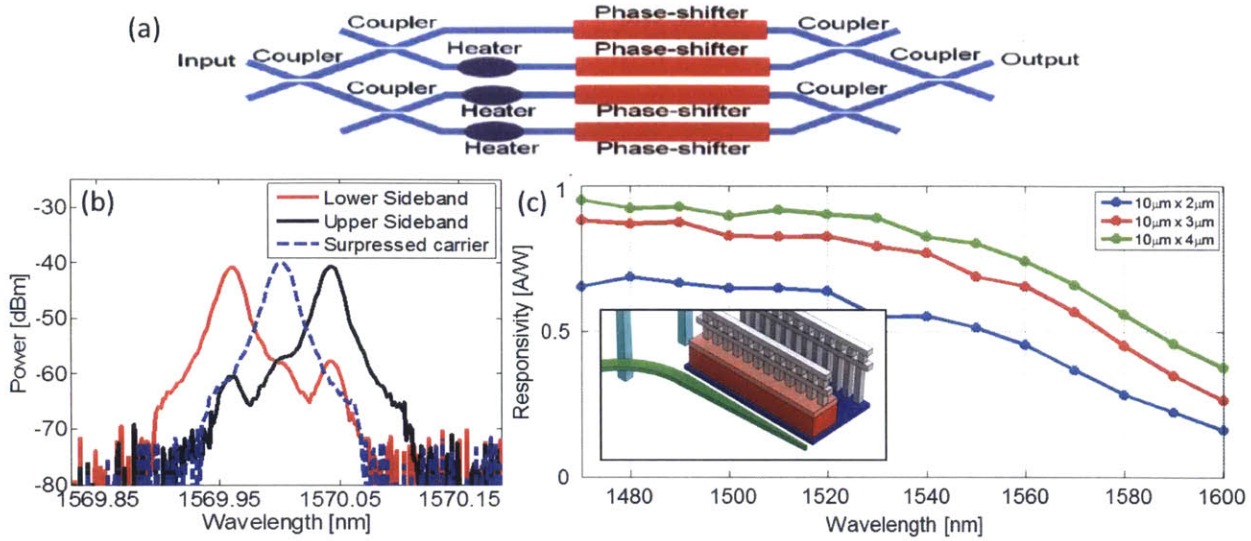 (a)
Phase-shifter
Coupler
Coupler
Heater
Phase-shifter
Input
Coupler
Coupler
Output
Coupler
Phase-shifter
Coupler
Heater
Heater
Phase-shifter
(b)
-30
-40
-50
-60
-70
-80
Power [dBm]
Lower Sideband
Upper Sideband
Surpressed carrier
1569.85
1569.95
1570.05
1570.15
Wavelength [nm]
(c)
1
0.5
0
Responsivity [A/W]
10μm x 2μm
10μm x 3μm
10μm x 4μm
1480
1500
1520
1540
1560
1580
1600
Wavelength [nm]